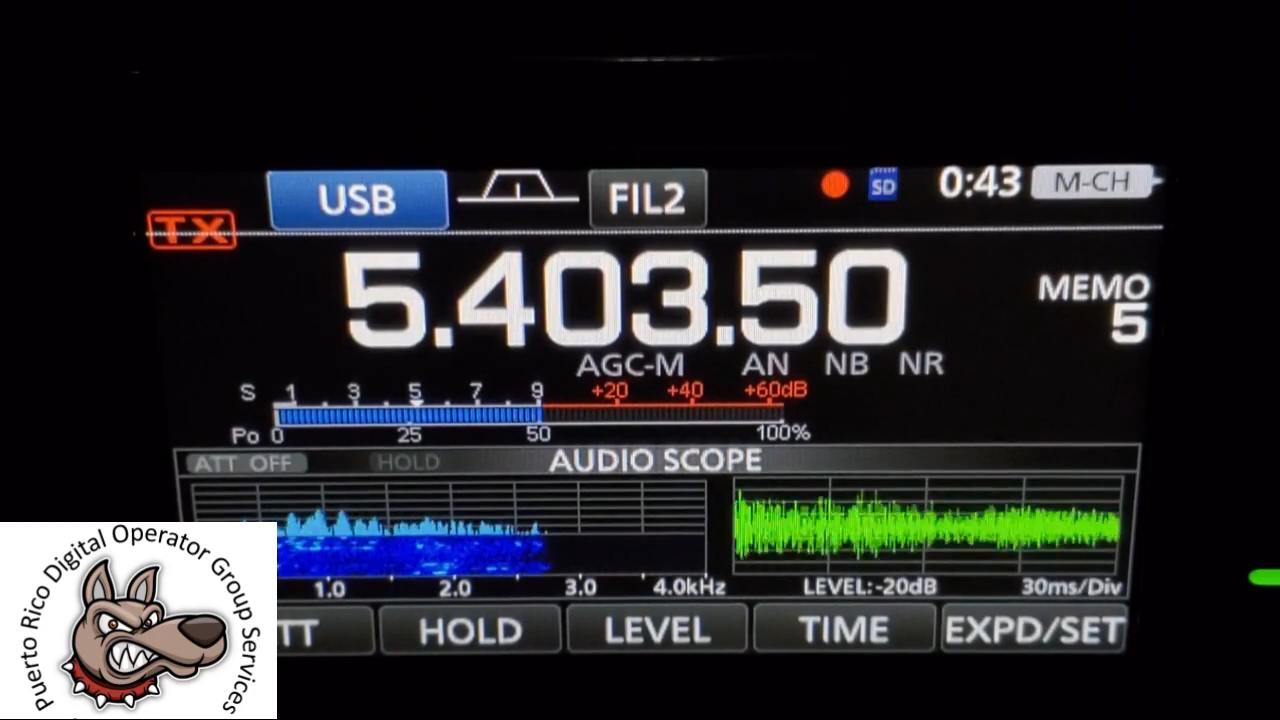 USB FIL2 SD 0:43 M-CH
TX
5.403.50
MEMO
5
AGC-M AN NB NR
S 1 3 5 7 9 +20 +40 +60dB
Po 0 25 50 100%
ATT OFF HOLD AUDIO SCOPE
1.0 2.0 3.0 4.0kHz LEVEL:-20dB 30ms/Div
TT HOLD LEVEL TIME EXPD/SET
Puerto Rico Digital Operator Group Services